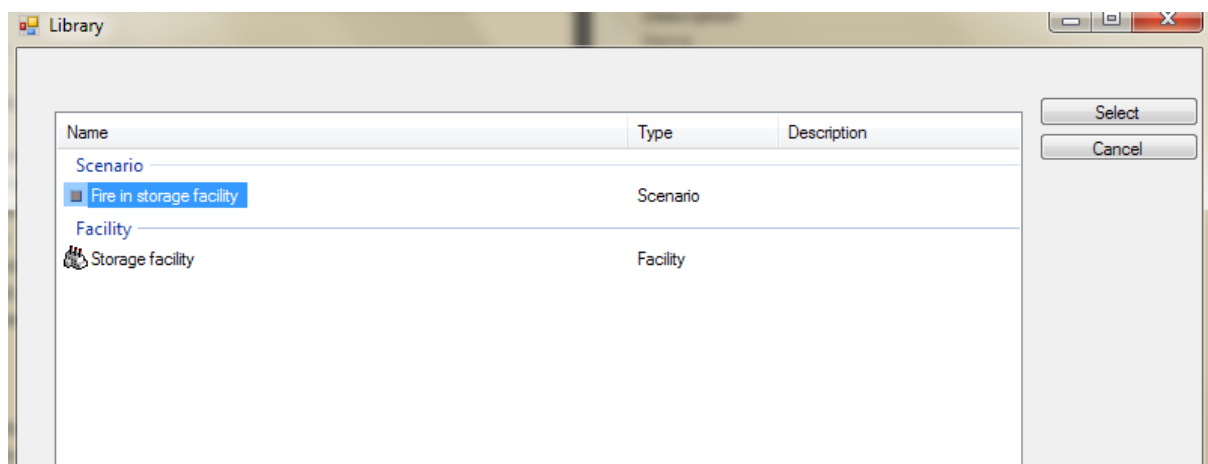 Library
Name Type Description
Select
Cancel
Scenario
Fire in storage facility Scenario
Facility
Storage facility Facility